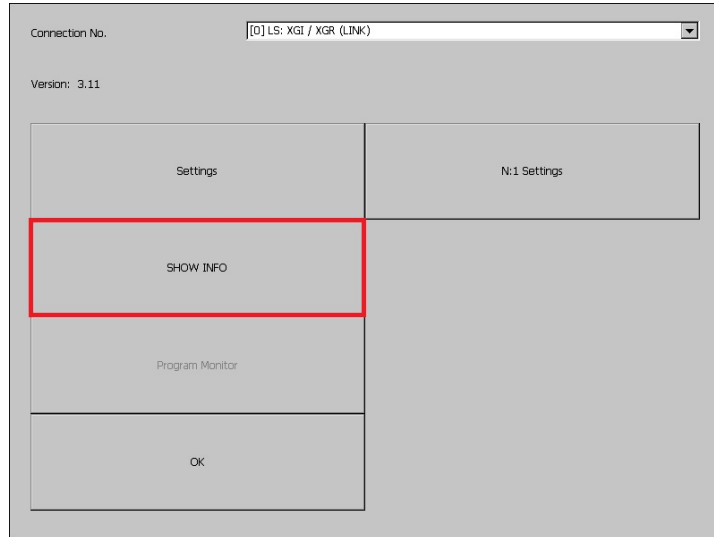 Connection No.
[0] LS: XGI / XGR (LINK)
Version: 3.11
Settings
N:1 Settings
SHOW INFO
Program Monitor
OK